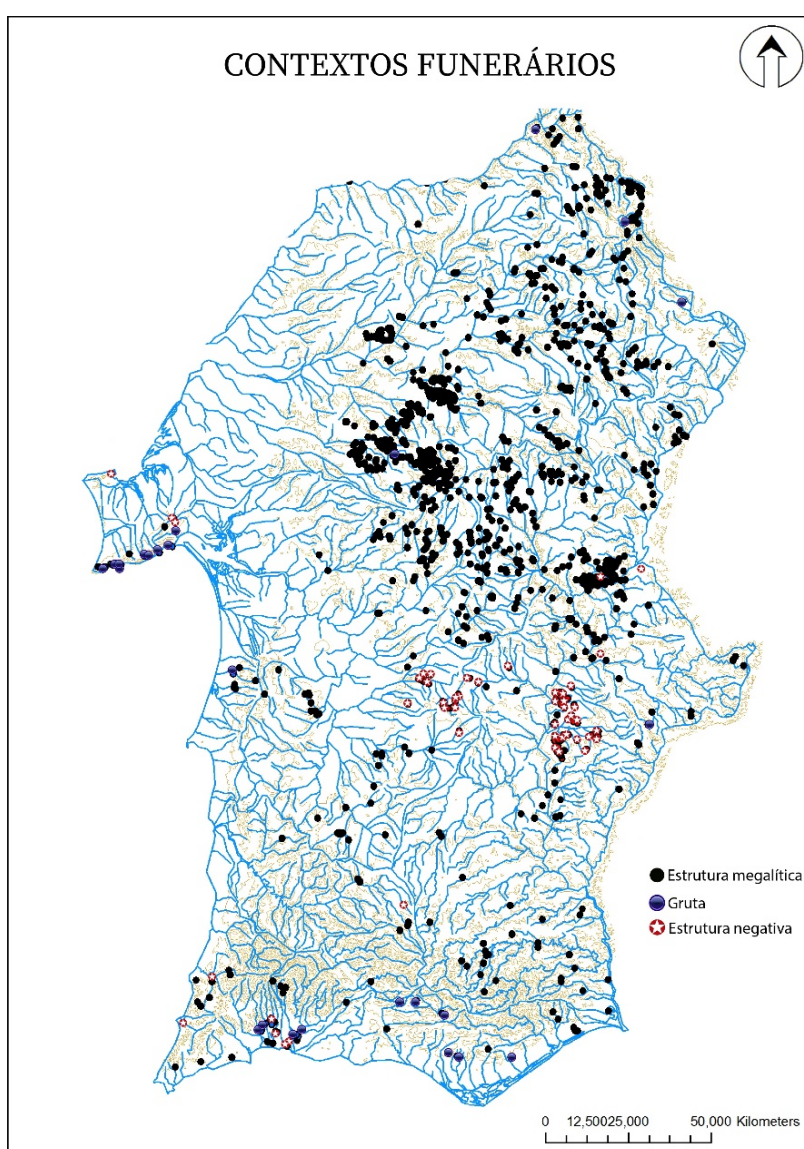 CONTEXTOS FUNERÁRIOS
Estrutura megalítica
Gruta
Estrutura negativa
0 12,50025,000 50,000 Kilometers